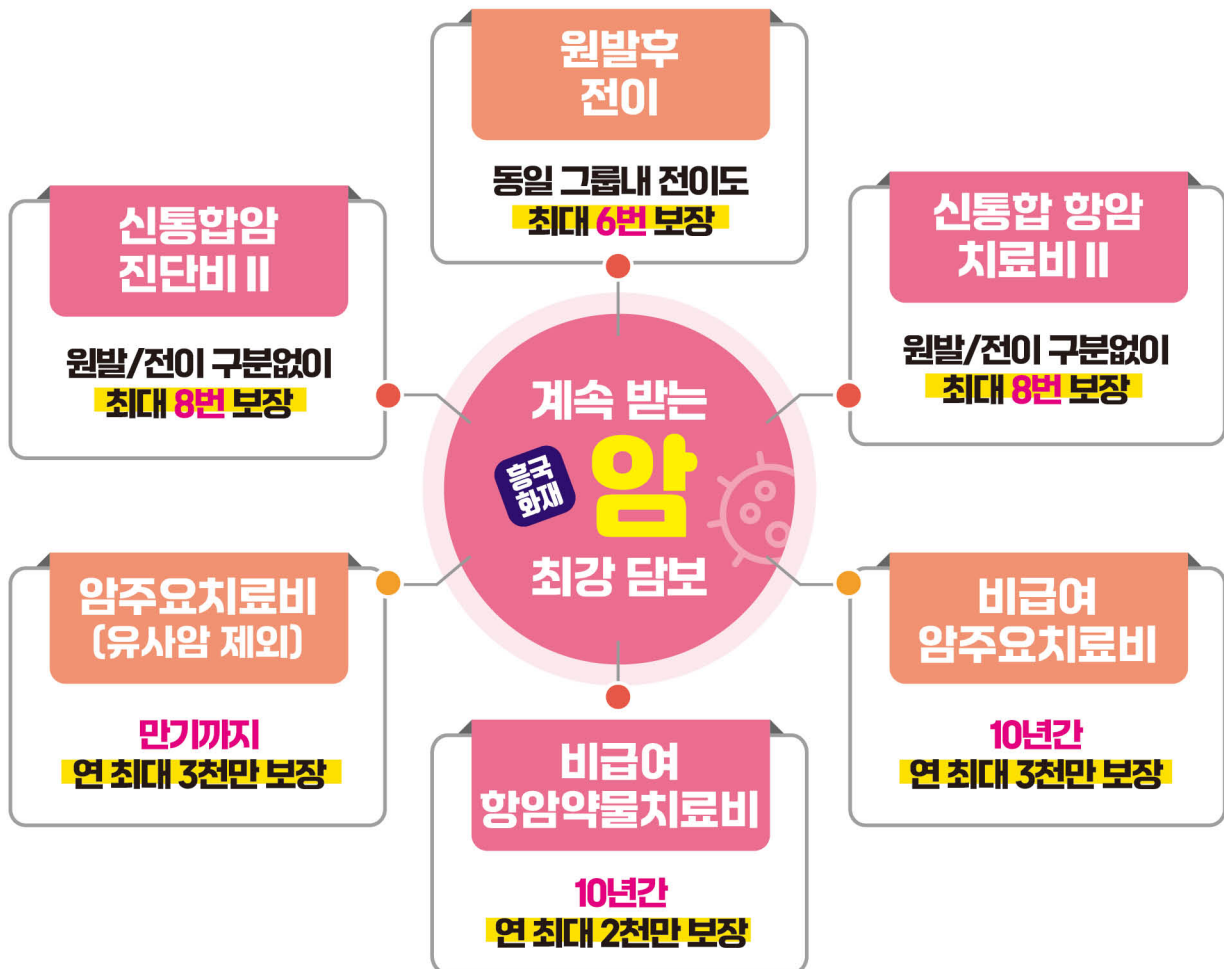 원발후
전이
동일 그룹내 전이도
최대 6번 보장
신통합암
진단비 II
원발/전이 구분없이
최대 8번 보장
신통합 항암
치료비 II
원발/전이 구분없이
최대 8번 보장
계속 받는
흥국
화재
암
최강 담보
암주요치료비
(유사암 제외)
만기까지
연 최대 3천만 보장
비급여
암주요치료비
10년간
연 최대 3천만 보장
비급여
항암약물치료비
10년간
연 최대 2천만 보장